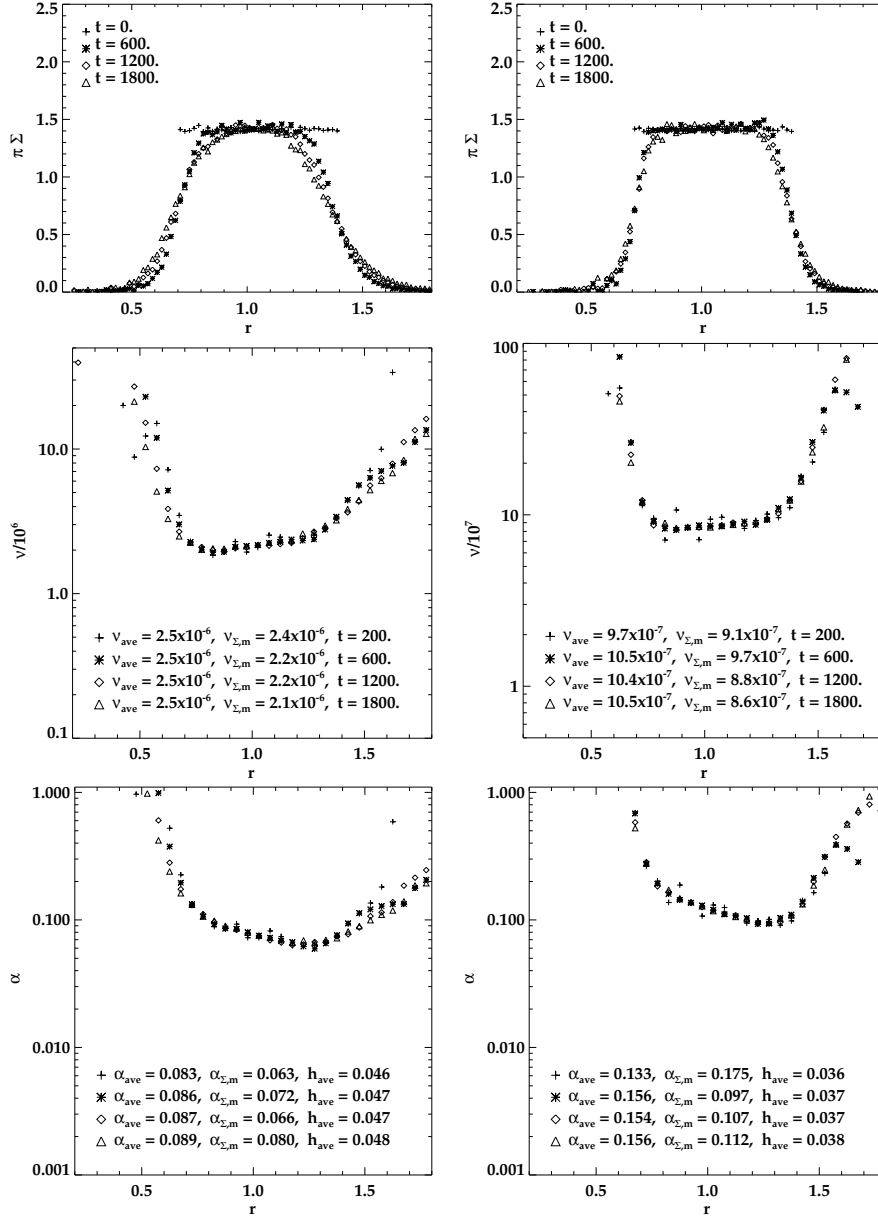 2.5
2.0
1.5
1.0
0.5
0.0
π Σ
+ t = 0.
✱ t = 600.
◇ t = 1200.
△ t = 1800.
0.5 1.0 1.5
r
2.5
2.0
1.5
1.0
0.5
0.0
π Σ
+ t = 0.
✱ t = 600.
◇ t = 1200.
△ t = 1800.
0.5 1.0 1.5
r
10.0
1.0
0.1
ν/10⁶
+ ν_ave = 2.5x10⁻⁶, ν_Σ,m = 2.4x10⁻⁶, t = 200.
✱ ν_ave = 2.5x10⁻⁶, ν_Σ,m = 2.2x10⁻⁶, t = 600.
◇ ν_ave = 2.5x10⁻⁶, ν_Σ,m = 2.2x10⁻⁶, t = 1200.
△ ν_ave = 2.5x10⁻⁶, ν_Σ,m = 2.1x10⁻⁶, t = 1800.
0.5 1.0 1.5
r
100
10
1
ν/10⁷
+ ν_ave = 9.7x10⁻⁷, ν_Σ,m = 9.1x10⁻⁷, t = 200.
✱ ν_ave = 10.5x10⁻⁷, ν_Σ,m = 9.7x10⁻⁷, t = 600.
◇ ν_ave = 10.4x10⁻⁷, ν_Σ,m = 8.8x10⁻⁷, t = 1200.
△ ν_ave = 10.5x10⁻⁷, ν_Σ,m = 8.6x10⁻⁷, t = 1800.
0.5 1.0 1.5
r
1.000
0.100
0.010
0.001
α
+ α_ave = 0.083, α_Σ,m = 0.063, h_ave = 0.046
✱ α_ave = 0.086, α_Σ,m = 0.072, h_ave = 0.047
◇ α_ave = 0.087, α_Σ,m = 0.066, h_ave = 0.047
△ α_ave = 0.089, α_Σ,m = 0.080, h_ave = 0.048
0.5 1.0 1.5
r
1.000
0.100
0.010
0.001
α
+ α_ave = 0.133, α_Σ,m = 0.175, h_ave = 0.036
✱ α_ave = 0.156, α_Σ,m = 0.097, h_ave = 0.037
◇ α_ave = 0.154, α_Σ,m = 0.107, h_ave = 0.037
△ α_ave = 0.156, α_Σ,m = 0.112, h_ave = 0.038
0.5 1.0 1.5
r